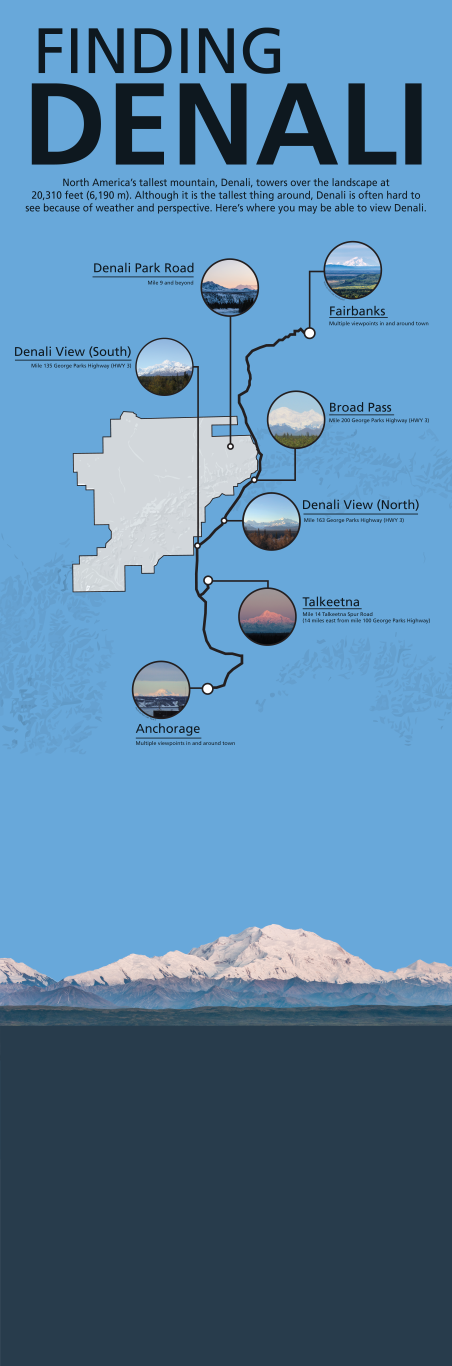 FINDING
DENALI
North America's tallest mountain, Denali, towers over the landscape at
20,310 feet (6,190 m). Although it is the tallest thing around, Denali is often hard to
see because of weather and perspective. Here's where you may be able to view Denali.
Denali Park Road
Mile 9 and beyond
Fairbanks
Multiple viewpoints in and around town
Denali View (South)
Mile 135 George Parks Highway (HWY 3)
Broad Pass
Mile 200 George Parks Highway (HWY 3)
Denali View (North)
Mile 163 George Parks Highway (HWY 3)
Talkeetna
Mile 14 Talkeetna Spur Road
(14 miles east from mile 100 George Parks Highway)
Anchorage
Multiple viewpoints in and around town